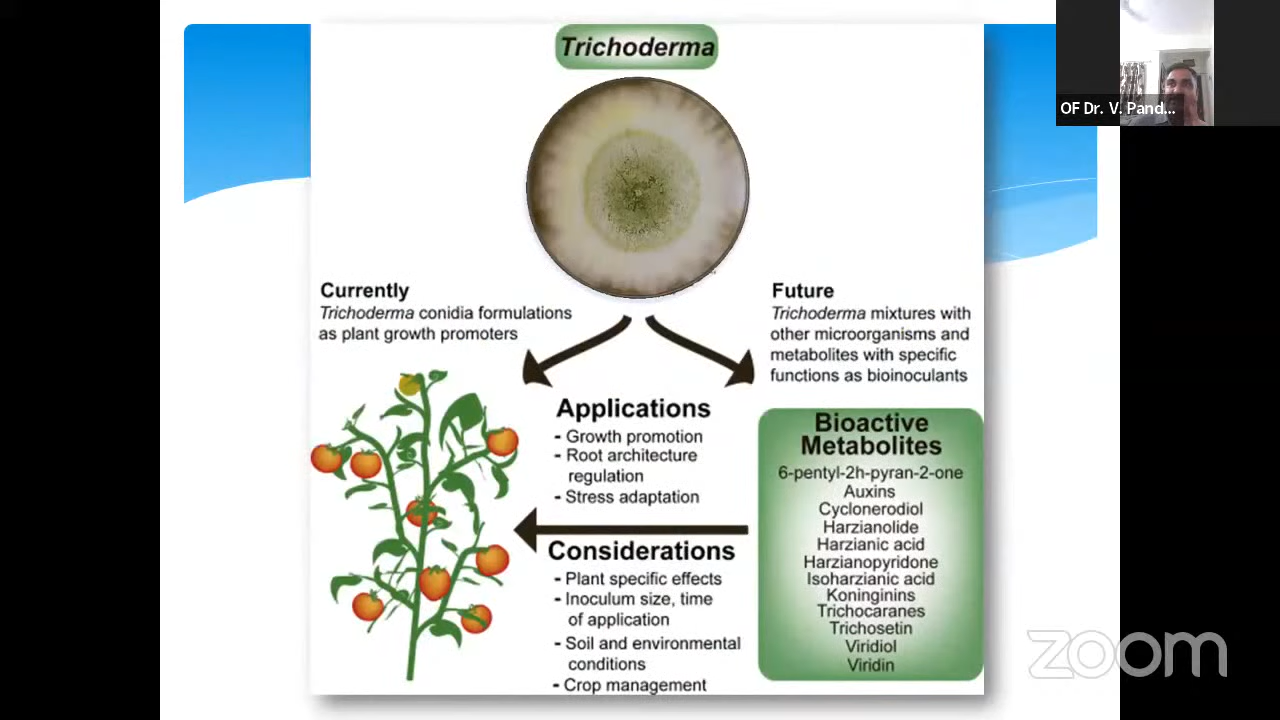 Trichoderma
OF Dr. V. Pand...
Currently
Trichoderma conidia formulations
as plant growth promoters
Future
Trichoderma mixtures with
other microorganisms and
metabolites with specific
functions as bioinoculants
Applications
- Growth promotion
- Root architecture
regulation
- Stress adaptation
Considerations
- Plant specific effects
- Inoculum size, time
of application
- Soil and environmental
conditions
- Crop management
Bioactive
Metabolites
6-pentyl-2h-pyran-2-one
Auxins
Cyclonerodiol
Harzianolide
Harzianic acid
Harzianopyridone
Isoharzianic acid
Koninginins
Trichocaranes
Trichosetin
Viridiol
Viridin
zoom